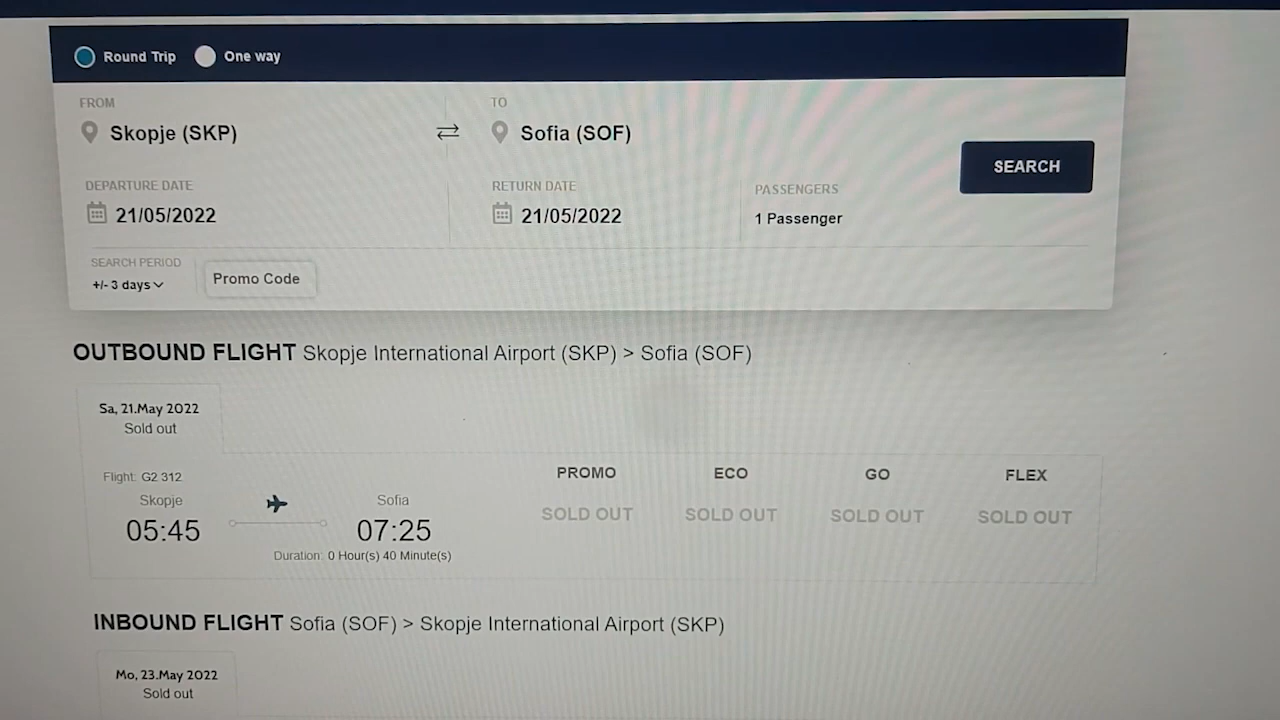 Round Trip One way
FROM TO
Skopje (SKP) Sofia (SOF)
SEARCH
DEPARTURE DATE RETURN DATE PASSENGERS
21/05/2022 21/05/2022 1 Passenger
SEARCH PERIOD
+/- 3 days Promo Code
OUTBOUND FLIGHT Skopje International Airport (SKP) > Sofia (SOF)
Sa, 21.May 2022
Sold out
Flight: G2 312 PROMO ECO GO FLEX
Skopje Sofia
05:45 07:25 SOLD OUT SOLD OUT SOLD OUT SOLD OUT
Duration: 0 Hour(s) 40 Minute(s)
INBOUND FLIGHT Sofia (SOF) > Skopje International Airport (SKP)
Mo, 23.May 2022
Sold out